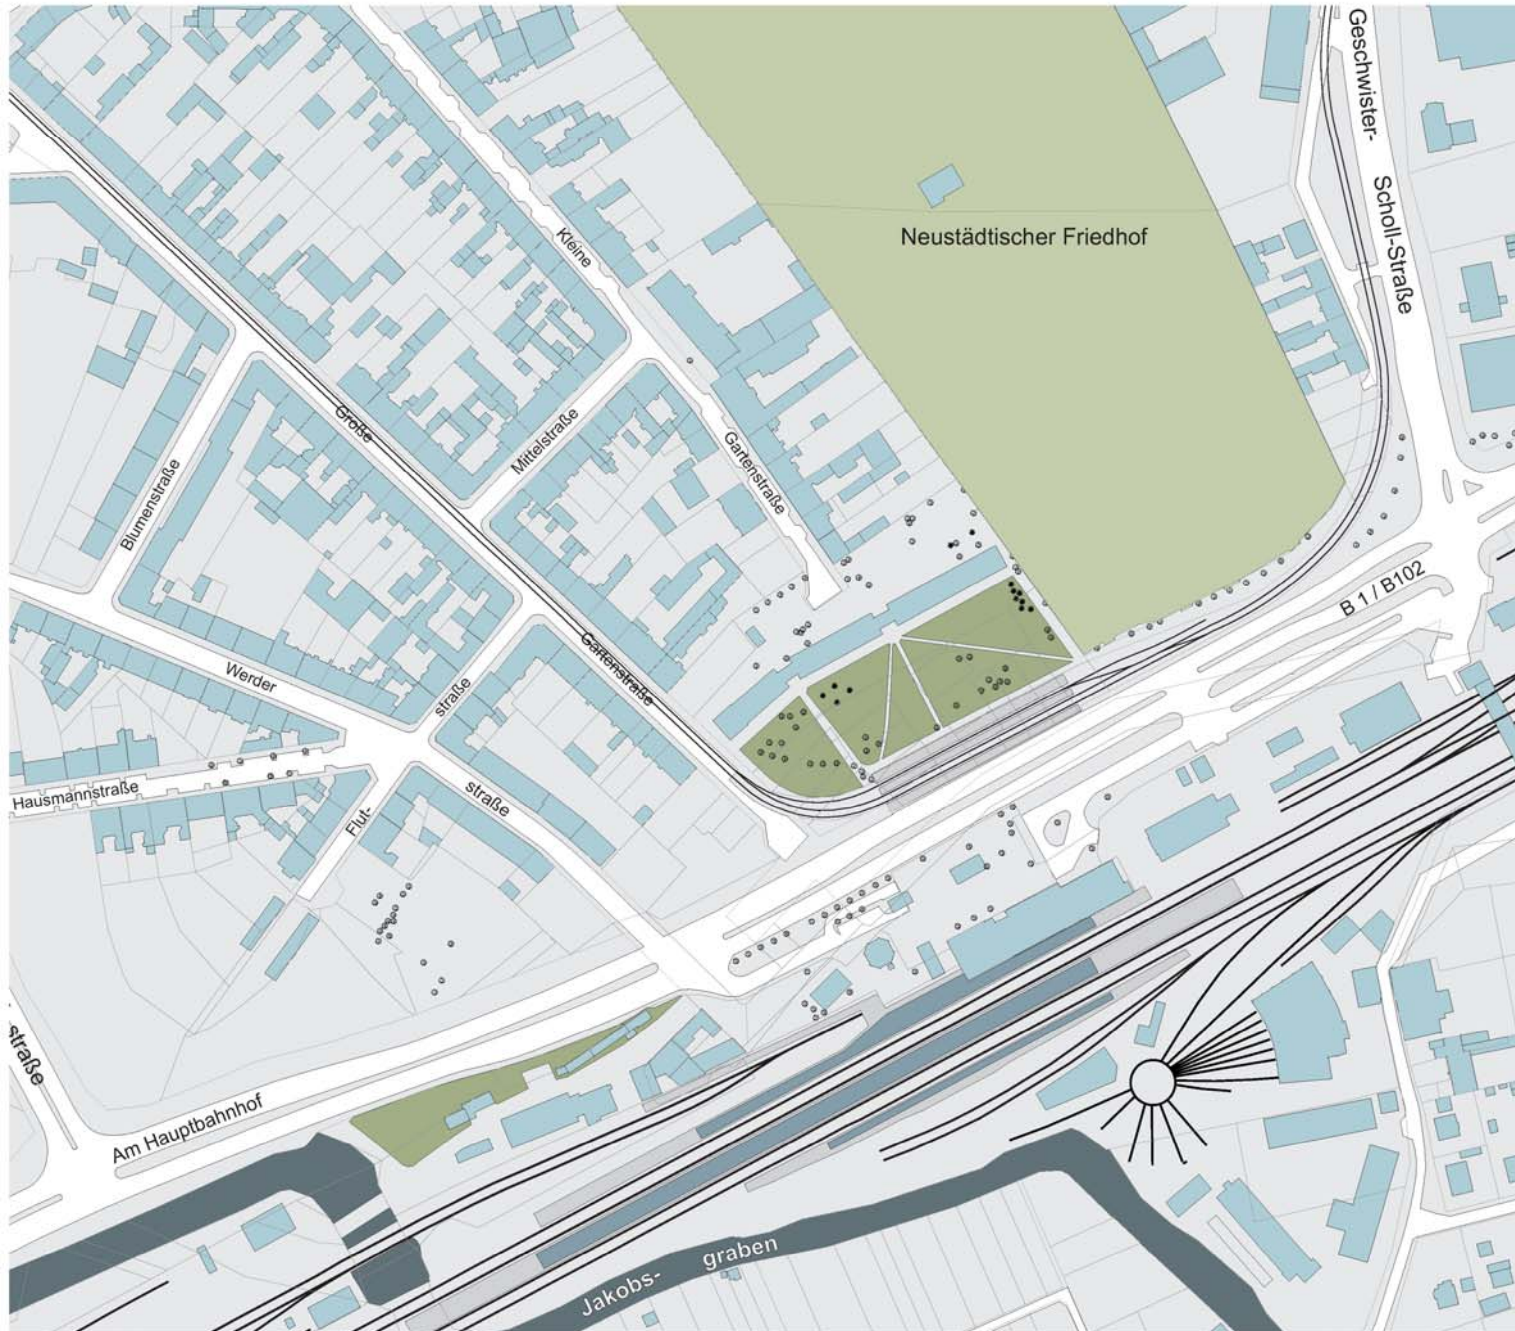 Geschwister-
Scholl-Straße
Neustädtischer Friedhof
Kleine
Gartenstraße
Große
Gartenstraße
Mittelstraße
Blumenstraße
Werder
straße
straße
Hausmannstraße
Flut-
B 1 / B102
straße
Am Hauptbahnhof
Jakobs- graben